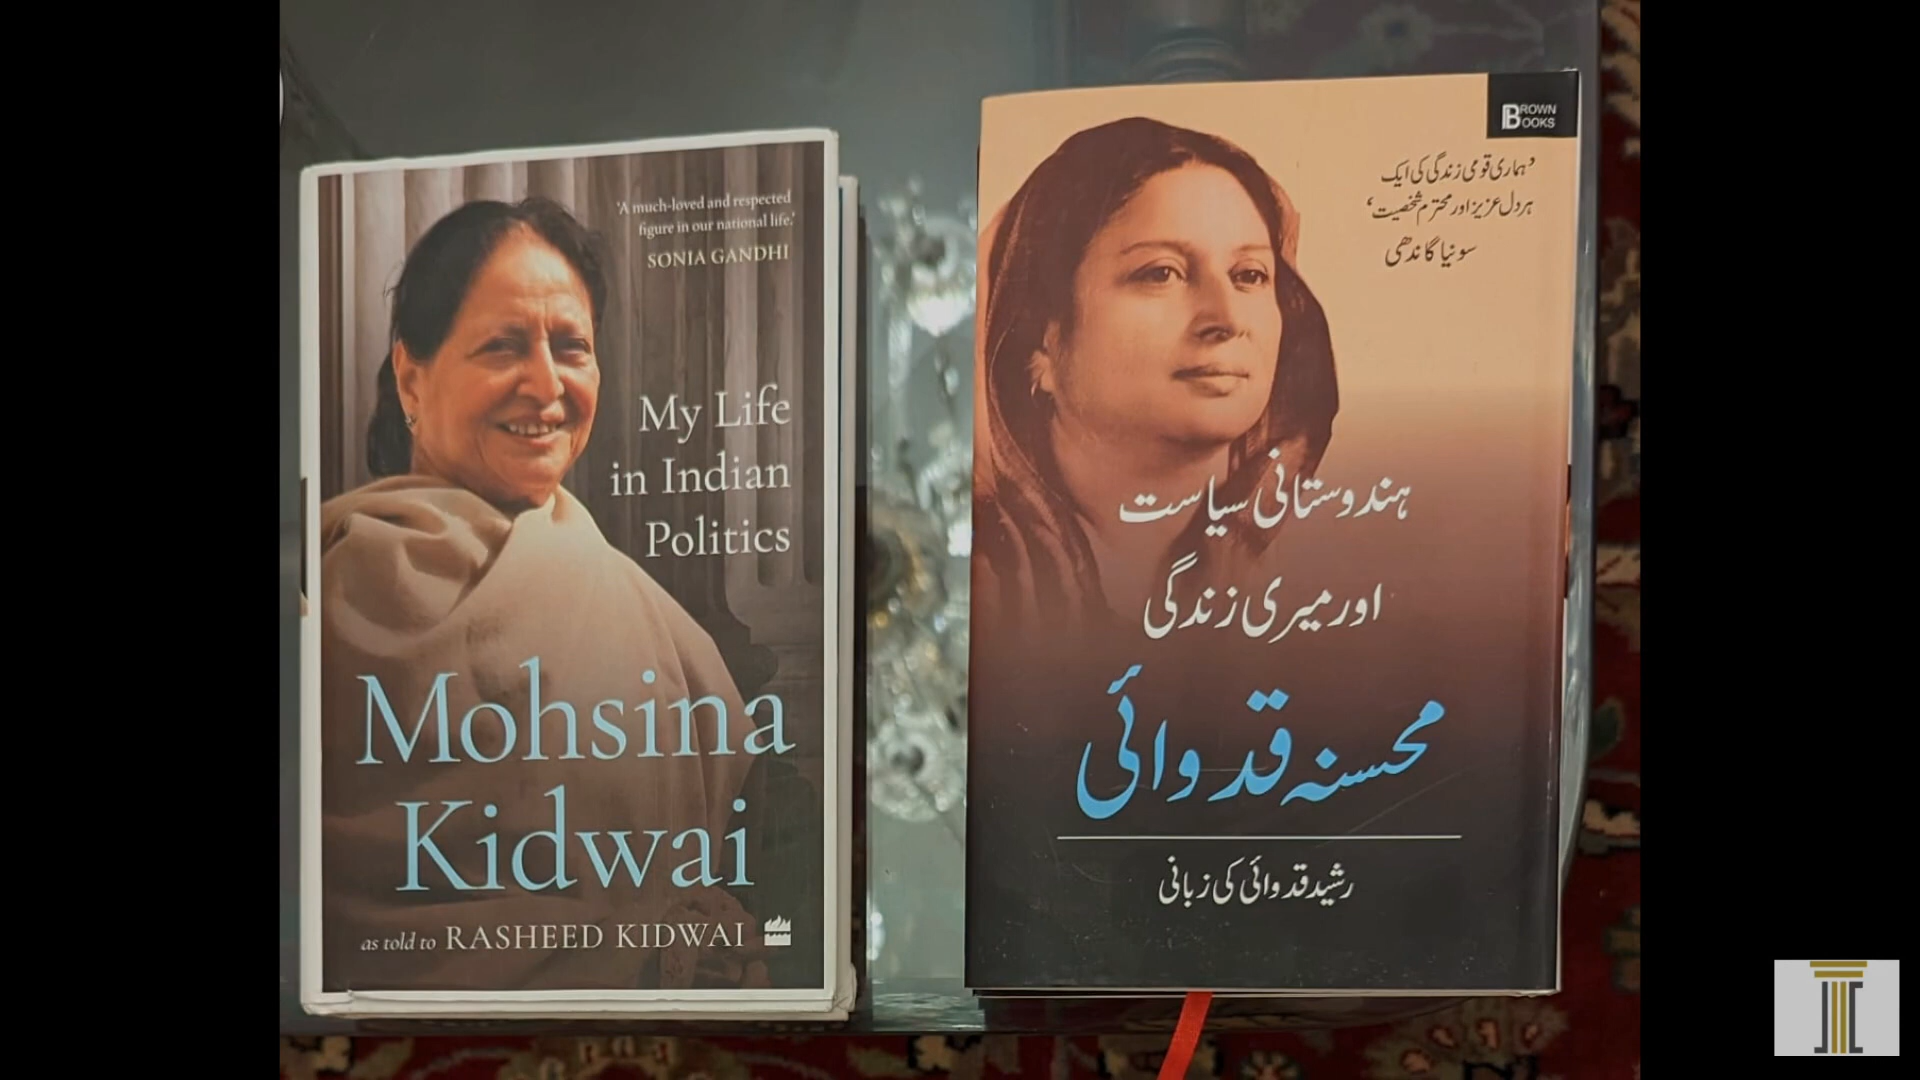 'A much-loved and respected
figure in our national life.'
SONIA GANDHI
My Life
in Indian
Politics
Mohsina
Kidwai
as told to RASHEED KIDWAI
BROWN
BOOKS
’ہماری قومی زندگی کی ایک
ہر دل عزیز اور محترم شخصیت‘
سونیا گاندھی
ہندوستانی سیاست
اور میری زندگی
محسنہ قدوائی
رشید قدوائی کی زبانی